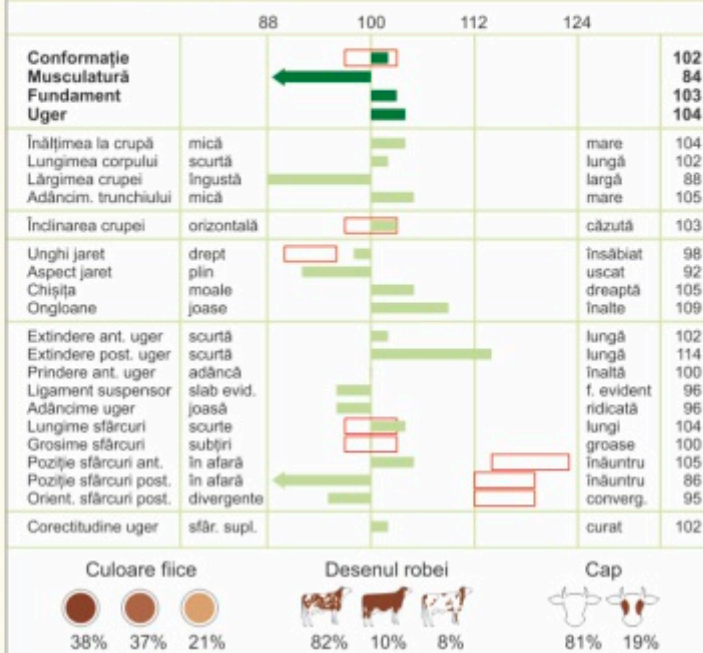 88 100 112 124
Conformație 102
Musculatură 84
Fundament 103
Uger 104
Înălțimea la crupă mică mare 104
Lungimea corpului scurtă lungă 102
Lărgimea crupei îngustă largă 88
Adâncim. trunchiului mică mare 105
Înclinarea crupei orizontală căzută 103
Unghi jaret drept însăbiat 98
Aspect jaret plin uscat 92
Chișița moale dreaptă 105
Ongloane joase înalte 109
Extindere ant. uger scurtă lungă 102
Extindere post. uger scurtă lungă 114
Prindere ant. uger adâncă înaltă 100
Ligament suspensor slab evid. f. evident 96
Adâncime uger joasă ridicată 96
Lungime sfârcuri scurte lungi 104
Grosime sfârcuri subțiri groase 100
Poziție sfârcuri ant. în afară înăuntru 105
Poziție sfârcuri post. în afară înăuntru 86
Orient. sfârcuri post. divergente converg. 95
Corectitudine uger sfâr. supl. curat 102
Culoare fiice Desenul robei Cap
38% 37% 21% 82% 10% 8% 81% 19%